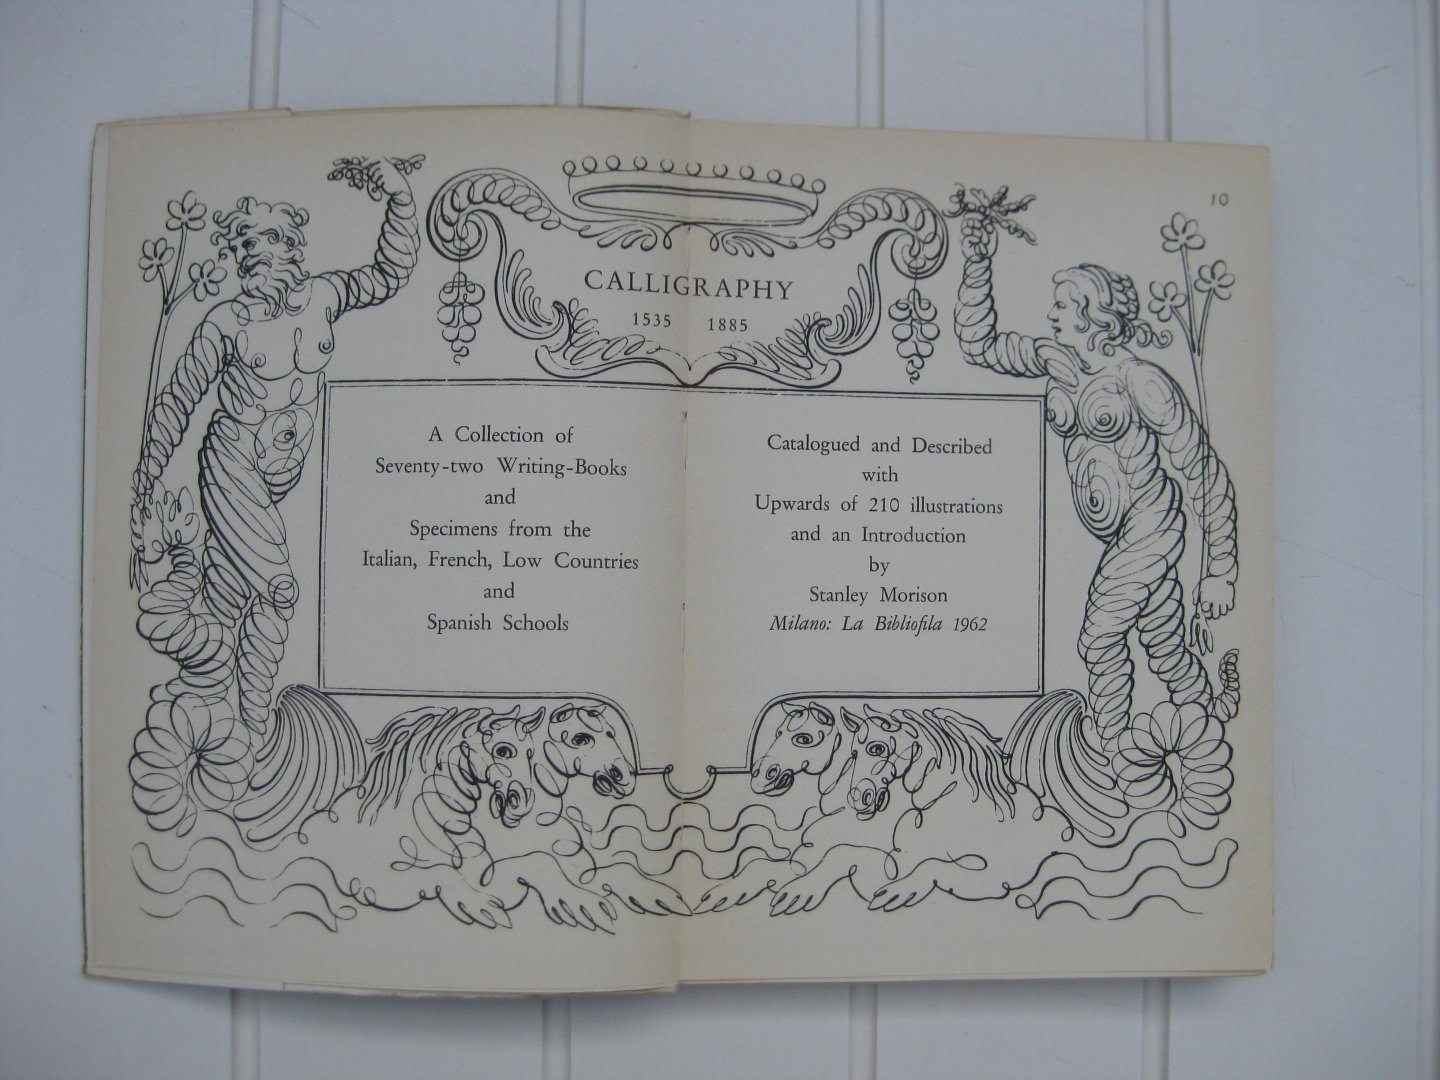 CALLIGRAPHY
1535 1885
A Collection of
Seventy-two Writing-Books
and
Specimens from the
Italian, French, Low Countries
and
Spanish Schools
10
Catalogued and Described
with
Upwards of 210 illustrations
and an Introduction
by
Stanley Morison
Milano: La Bibliofila 1962